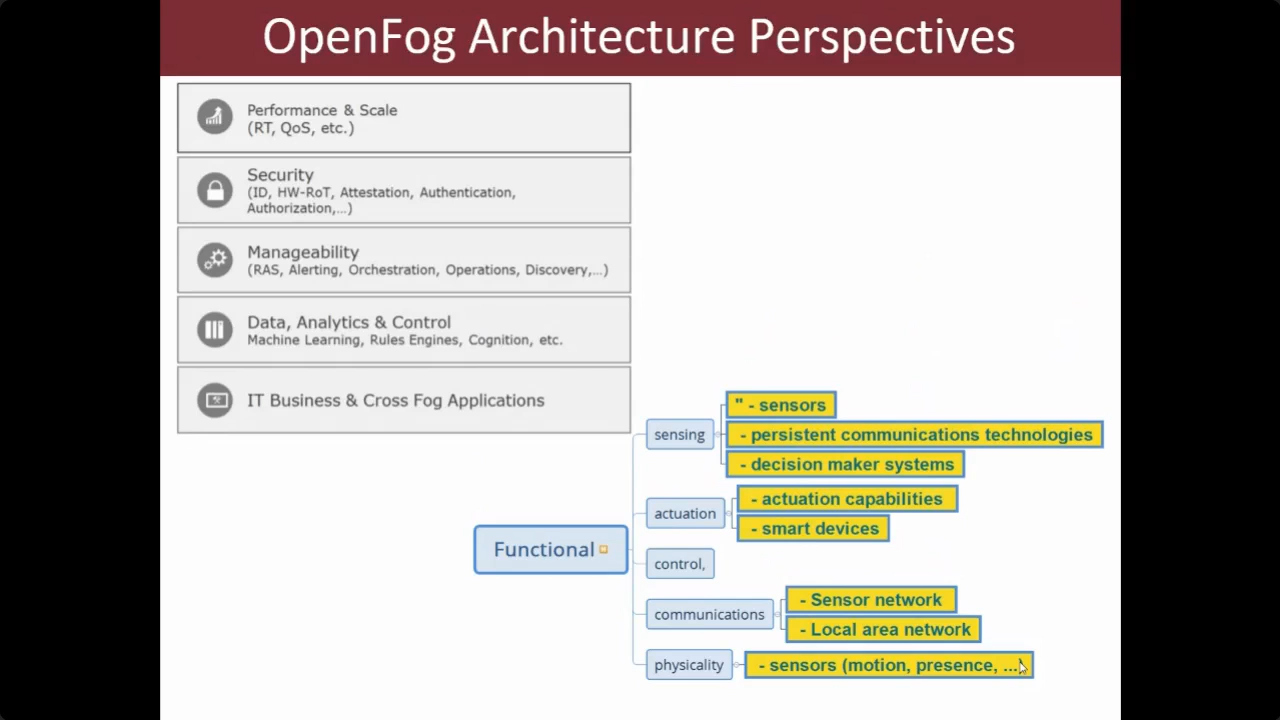 OpenFog Architecture Perspectives
Performance & Scale
(RT, QoS, etc.)
Security
(ID, HW-RoT, Attestation, Authentication,
Authorization,...)
Manageability
(RAS, Alerting, Orchestration, Operations, Discovery,...)
Data, Analytics & Control
Machine Learning, Rules Engines, Cognition, etc.
IT Business & Cross Fog Applications
Functional
sensing
" - sensors
- persistent communications technologies
- decision maker systems
actuation
- actuation capabilities
- smart devices
control,
communications
- Sensor network
- Local area network
physicality
- sensors (motion, presence, ...)